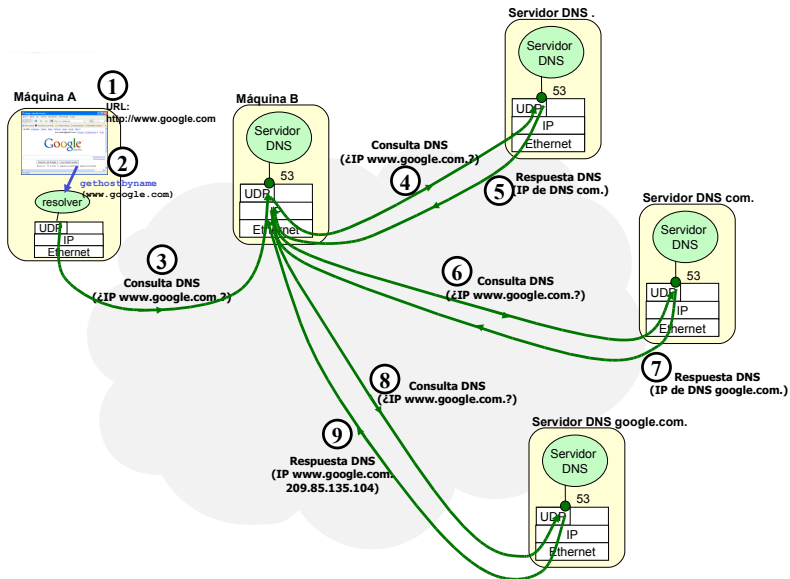 Servidor DNS .
Servidor
DNS
53
UDP
IP
Ethernet
1
URL:
http://www.google.com
Máquina A
Google
2
gethostbyname
(www.google.com)
resolver
UDP
IP
Ethernet
Máquina B
Servidor
DNS
53
UDP
IP
Ethernet
3
Consulta DNS
(¿IP www.google.com ?)
Consulta DNS
(¿IP www.google.com.?)
4
5
Respuesta DNS
(IP de DNS com.)
Servidor DNS com.
Servidor
DNS
53
UDP
IP
Ethernet
6
Consulta DNS
(¿IP www.google.com.?)
7
Respuesta DNS
(IP de DNS google.com.)
8
Consulta DNS
(¿IP www.google.com.?)
9
Respuesta DNS
(IP www.google.com.
209.85.135.104)
Servidor DNS google.com.
Servidor
DNS
53
UDP
IP
Ethernet